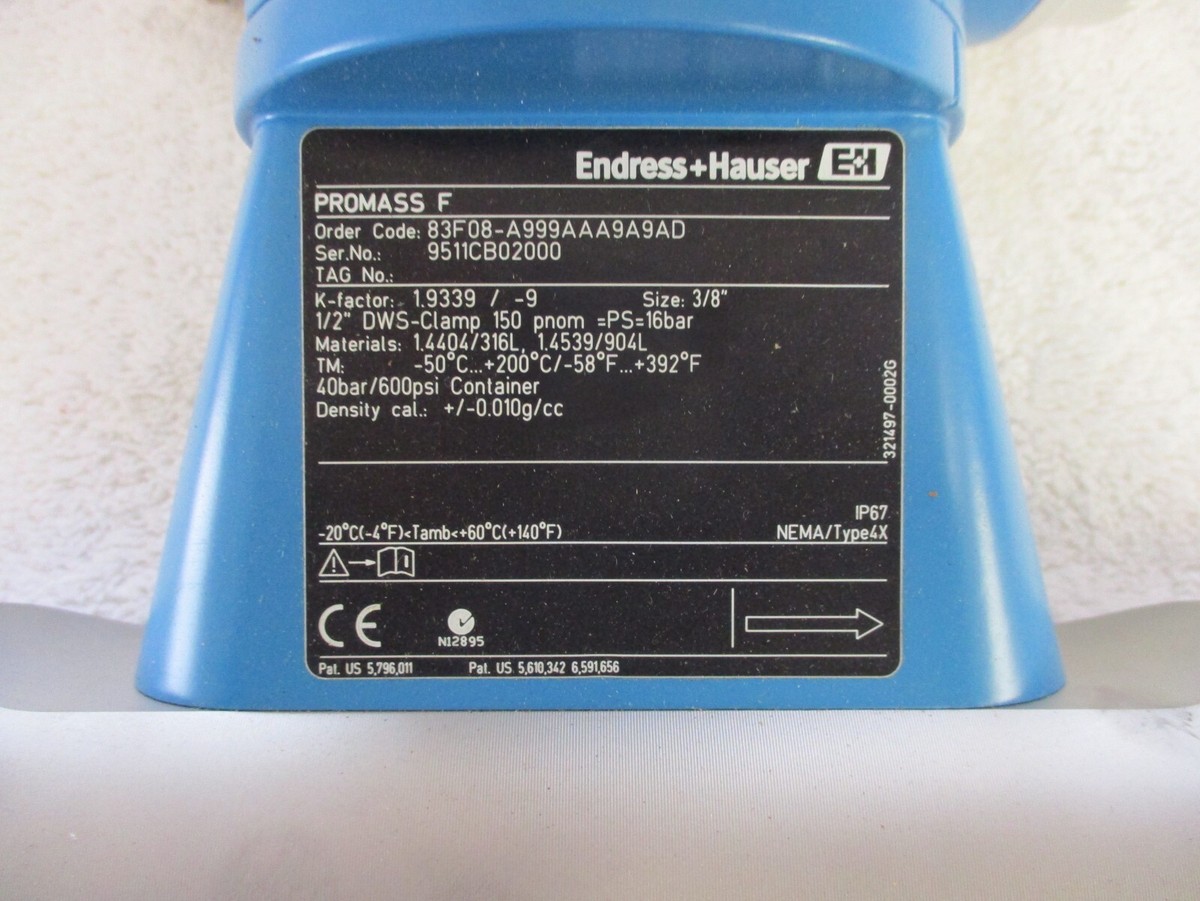 Endress+Hauser E+H
PROMASS F
Order Code: 83F08-A999AAA9A9AD
Ser.No.: 9511CB02000
TAG No.:
K-factor: 1.9339 / -9 Size: 3/8"
1/2" DWS-Clamp 150 pnom =PS=16bar
Materials: 1.4404/316L, 1.4539/904L
TM: -50°C...+200°C/-58°F...+392°F
40bar/600psi Container
Density cal.: +/-0.010g/cc
321497-0002G
IP67
-20°C(-4°F)<Tamb<+60°C(+140°F) NEMA/Type4X
CE
N12895
Pat. US 5,796,011 Pat. US 5,610,342 6,591,656